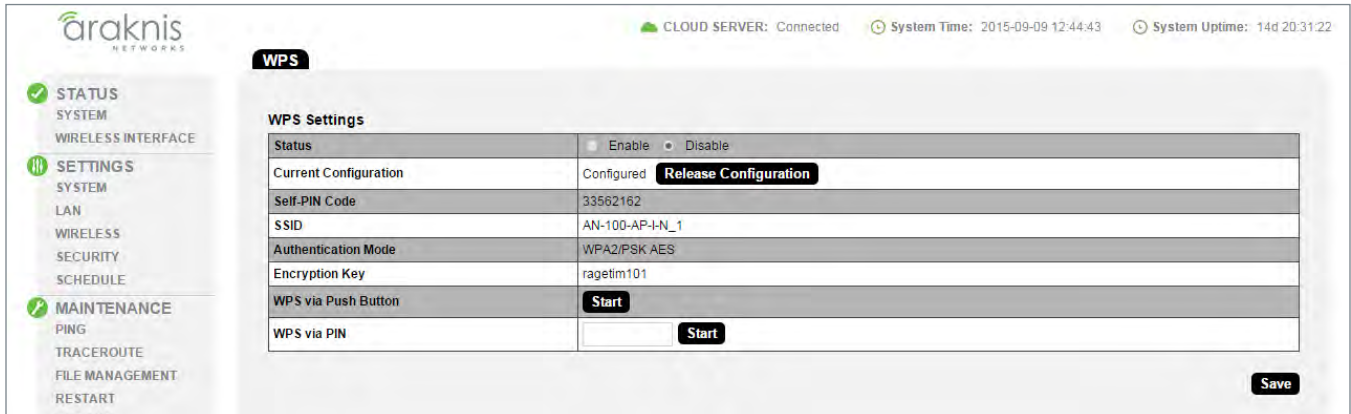 araknis
NETWORKS
CLOUD SERVER: Connected System Time: 2015-09-09 12:44:43 System Uptime: 14d 20:31:22
WPS
STATUS
SYSTEM
WIRELESS INTERFACE
SETTINGS
SYSTEM
LAN
WIRELESS
SECURITY
SCHEDULE
MAINTENANCE
PING
TRACEROUTE
FILE MANAGEMENT
RESTART
WPS Settings
Status Enable Disable
Current Configuration Configured Release Configuration
Self-PIN Code 33562162
SSID AN-100-AP-I-N_1
Authentication Mode WPA2/PSK AES
Encryption Key ragetim101
WPS via Push Button Start
WPS via PIN Start
Save